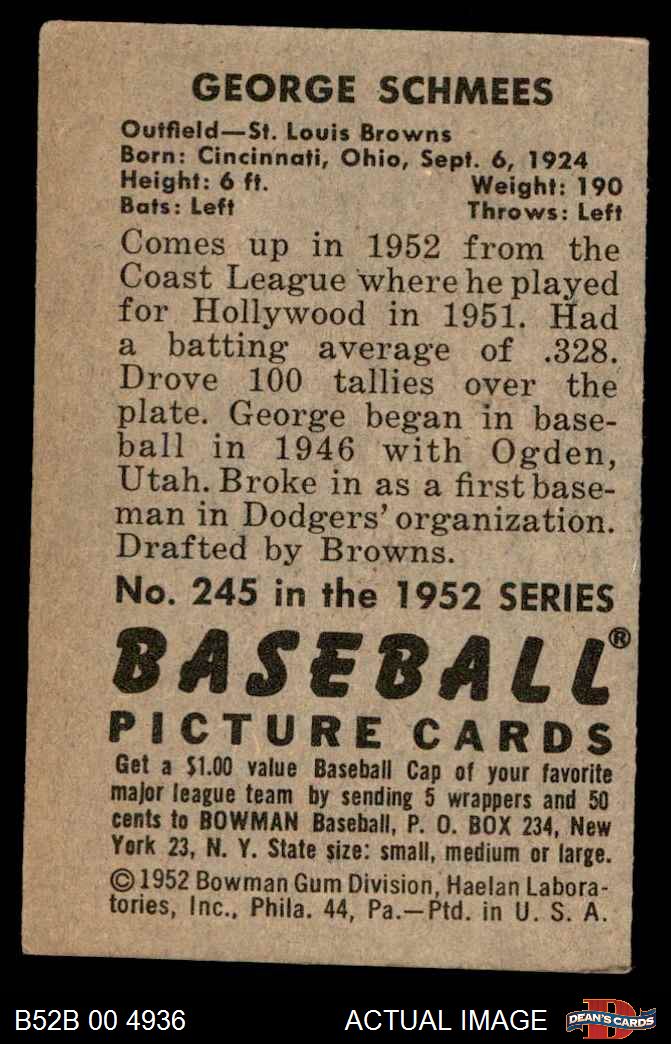 GEORGE SCHMEES
Outfield—St. Louis Browns
Born: Cincinnati, Ohio, Sept. 6, 1924
Height: 6 ft. Weight: 190
Bats: Left Throws: Left
Comes up in 1952 from the
Coast League where he played
for Hollywood in 1951. Had
a batting average of .328.
Drove 100 tallies over the
plate. George began in base-
ball in 1946 with Ogden,
Utah. Broke in as a first base-
man in Dodgers' organization.
Drafted by Browns.
No. 245 in the 1952 SERIES
BASEBALL®
PICTURE CARDS
Get a $1.00 value Baseball Cap of your favorite
major league team by sending 5 wrappers and 50
cents to BOWMAN Baseball, P. O. BOX 234, New
York 23, N. Y. State size: small, medium or large.
©1952 Bowman Gum Division, Haelan Labora-
tories, Inc., Phila. 44, Pa.—Ptd. in U. S. A.
B52B 00 4936 ACTUAL IMAGE D DEAN'S CARDS